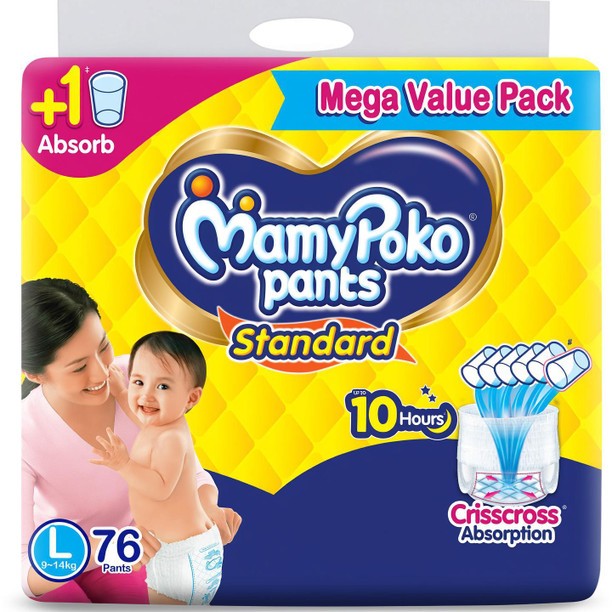 +1‡
Absorb
Mega Value Pack
MamyPoko®
pants
Standard
UP TO
10 Hours
#
Crisscross®
Absorption
L
9~14kg
76
Pants